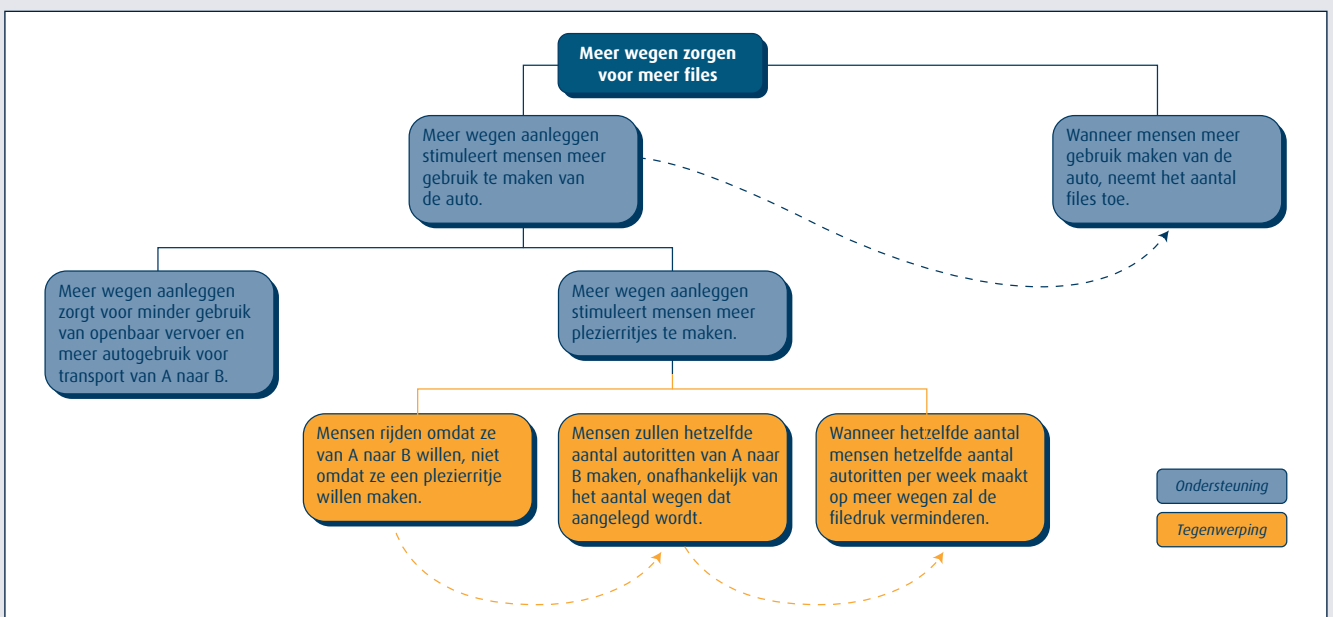 Meer wegen zorgen
voor meer files
Meer wegen aanleggen
stimuleert mensen meer
gebruik te maken van
de auto.
Wanneer mensen meer
gebruik maken van de
auto, neemt het aantal
files toe.
Meer wegen aanleggen
zorgt voor minder gebruik
van openbaar vervoer en
meer autogebruik voor
transport van A naar B.
Meer wegen aanleggen
stimuleert mensen meer
plezierritjes te maken.
Mensen rijden omdat ze
van A naar B willen, niet
omdat ze een plezierritje
willen maken.
Mensen zullen hetzelfde
aantal autoritten van A naar
B maken, onafhankelijk van
het aantal wegen dat
aangelegd wordt.
Wanneer hetzelfde aantal
mensen hetzelfde aantal
autoritten per week maakt
op meer wegen zal de
filedruk verminderen.
Ondersteuning
Tegenwerping